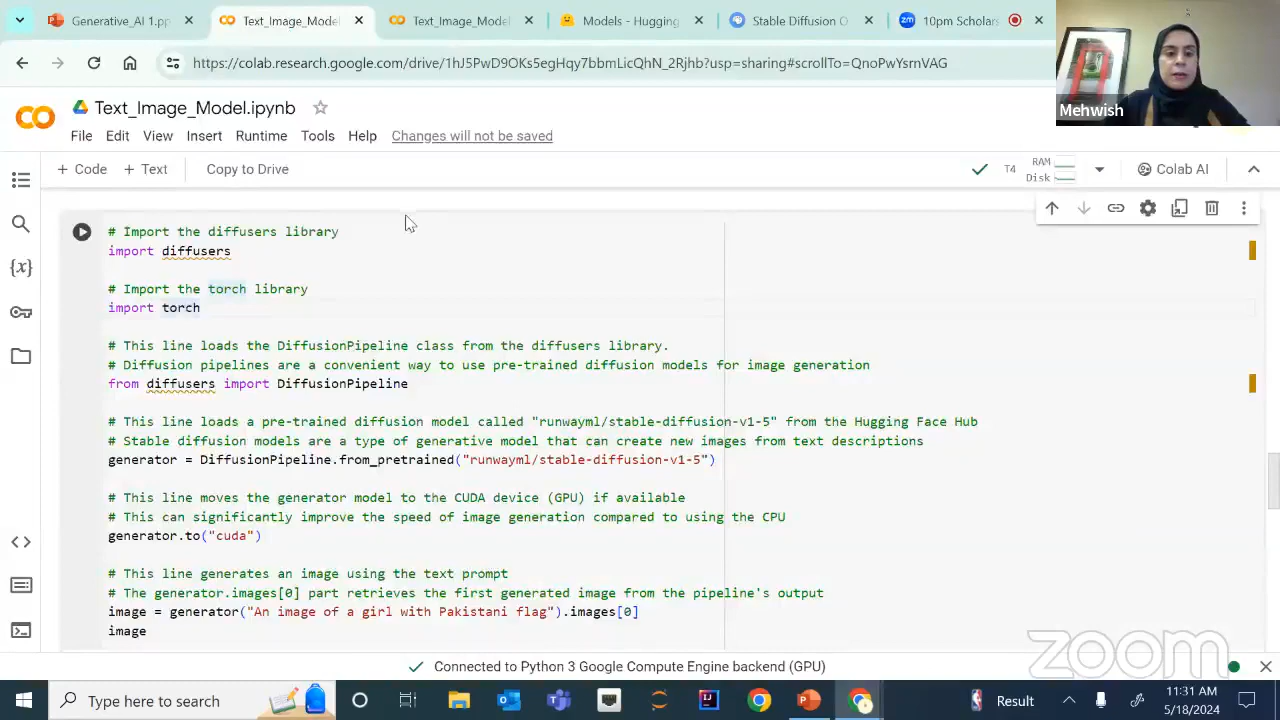 Generative AI_1.pp
Text_Image_Model
Text_Image_Model
Models - Hugging
Stable Diffusion O
10pm Schola
https://colab.research.google.com/drive/1hJ5PwD9OKs5egHqy7bbmLicQhN_2Rjhb?usp=sharing#scrollTo=QnoPwYsrnVAG
Mehwish
Text_Image_Model.ipynb
File Edit View Insert Runtime Tools Help Changes will not be saved
+ Code + Text Copy to Drive
T4 RAM Disk
Colab AI
# Import the diffusers library
import diffusers
# Import the torch library
import torch
# This line loads the DiffusionPipeline class from the diffusers library.
# Diffusion pipelines are a convenient way to use pre-trained diffusion models for image generation
from diffusers import DiffusionPipeline
# This line loads a pre-trained diffusion model called "runwayml/stable-diffusion-v1-5" from the Hugging Face Hub
# Stable diffusion models are a type of generative model that can create new images from text descriptions
generator = DiffusionPipeline.from_pretrained("runwayml/stable-diffusion-v1-5")
# This line moves the generator model to the CUDA device (GPU) if available
# This can significantly improve the speed of image generation compared to using the CPU
generator.to("cuda")
# This line generates an image using the text prompt
# The generator.images[0] part retrieves the first generated image from the pipeline's output
image = generator("An image of a girl with Pakistani flag").images[0]
image
zoom
Connected to Python 3 Google Compute Engine backend (GPU)
Type here to search
Result
11:31 AM
5/18/2024